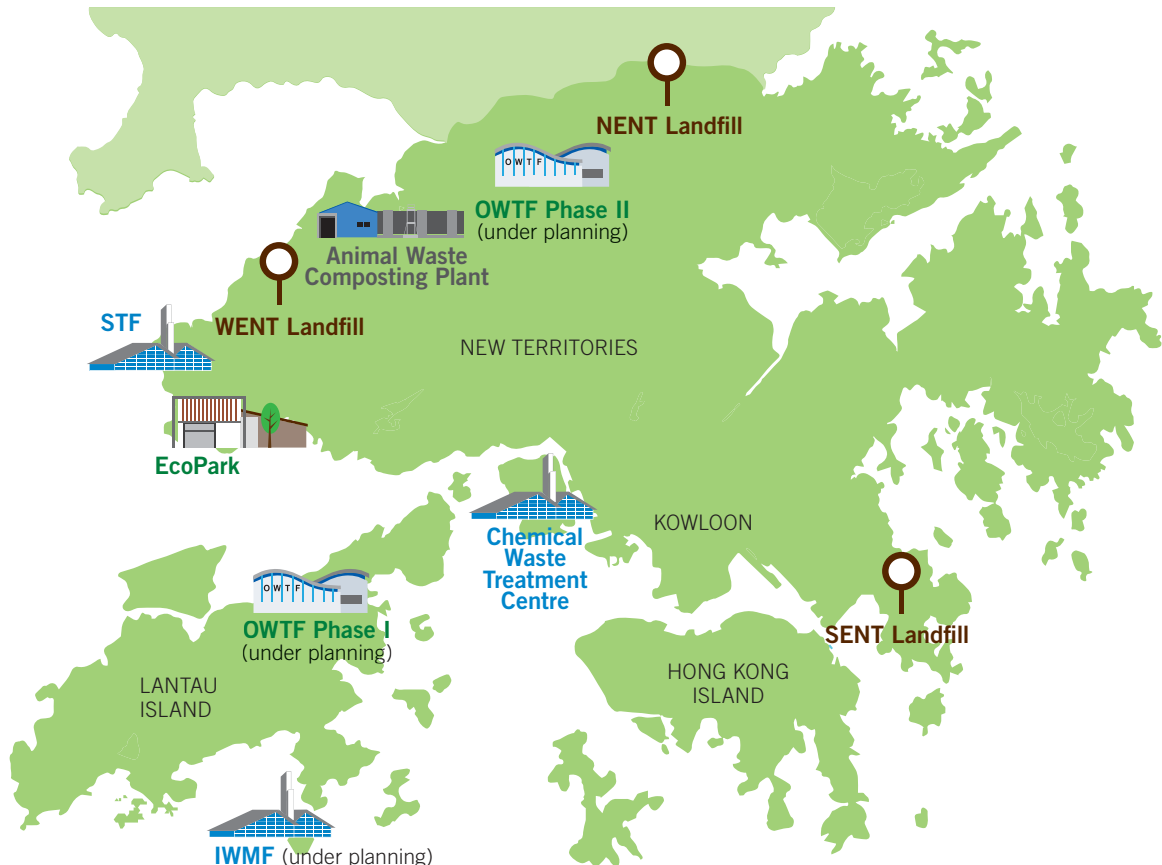 NENT Landfill
OWTF
OWTF Phase II
(under planning)
Animal Waste
Composting Plant
STF
WENT Landfill
NEW TERRITORIES
EcoPark
KOWLOON
Chemical
Waste
Treatment
Centre
OWTF
OWTF Phase I
(under planning)
SENT Landfill
LANTAU
ISLAND
HONG KONG
ISLAND
IWMF (under planning)